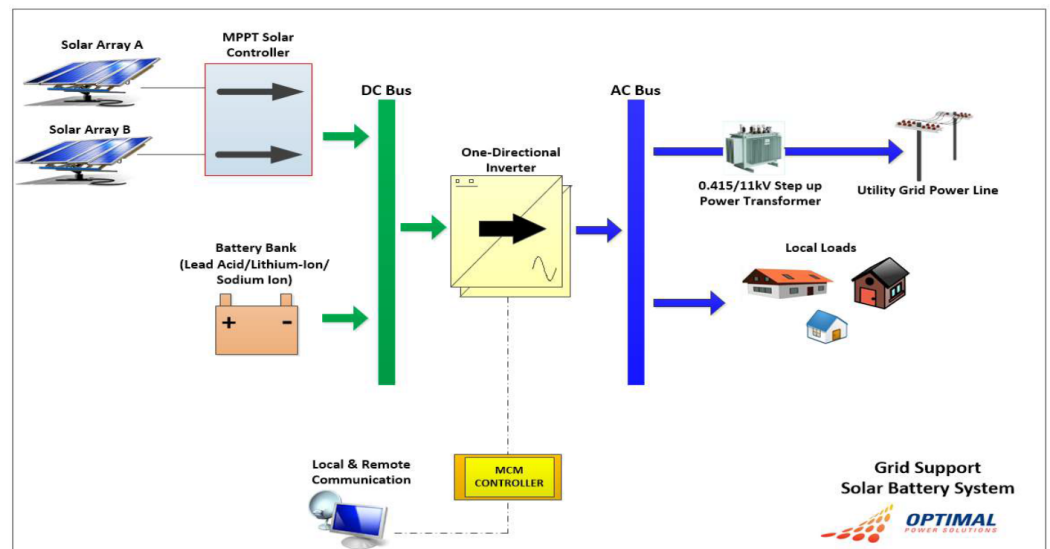 Solar Array A
MPPT Solar
Controller
Solar Array B
DC Bus
AC Bus
One-Directional
Inverter
0.415/11kV Step up
Power Transformer
Utility Grid Power Line
Battery Bank
(Lead Acid/Lithium-Ion/
Sodium Ion)
+ -
Local Loads
Local & Remote
Communication
MCM
CONTROLLER
Grid Support
Solar Battery System
OPTIMAL
POWER SOLUTIONS